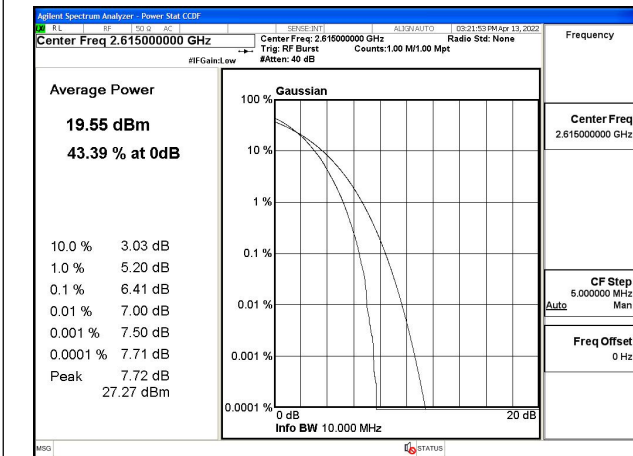 Agilent Spectrum Analyzer - Power Stat CCDF
RL RF 50 Ω AC SENSE:INT ALIGN AUTO 03:21:53 PM Apr 13, 2022
Center Freq 2.615000000 GHz
Center Freq: 2.615000000 GHz Radio Std: None
Trig: RF Burst Counts:1.00 M/1.00 Mpt
#IFGain:Low #Atten: 40 dB
Frequency
Average Power
19.55 dBm
43.39 % at 0dB
10.0 % 3.03 dB
1.0 % 5.20 dB
0.1 % 6.41 dB
0.01 % 7.00 dB
0.001 % 7.50 dB
0.0001 % 7.71 dB
Peak 7.72 dB
27.27 dBm
Gaussian
100 %
10 %
1 %
0.1 %
0.01 %
0.001 %
0.0001 %
0 dB 20 dB
Info BW 10.000 MHz
Center Freq
2.615000000 GHz
CF Step
5.000000 MHz
Auto Man
Freq Offset
0 Hz
MSG STATUS